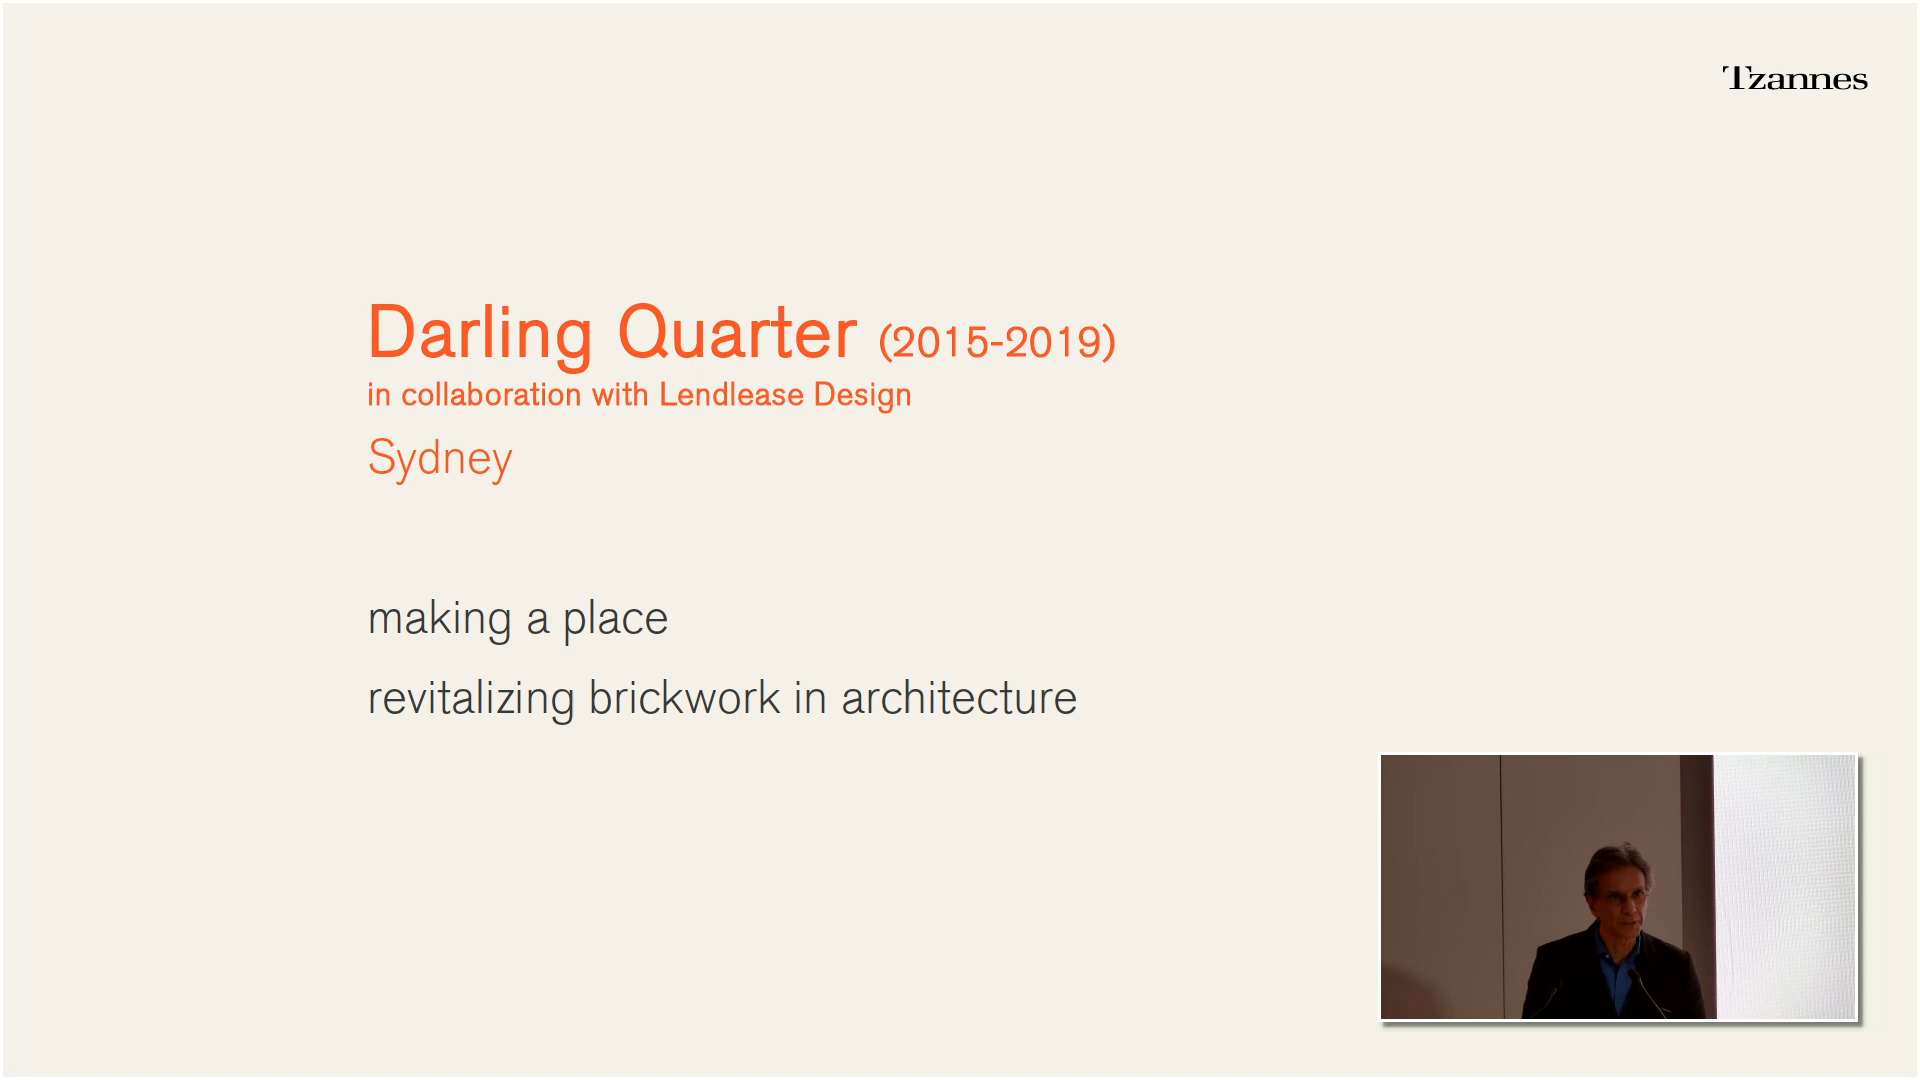 Tzannes
Darling Quarter (2015-2019)
in collaboration with Lendlease Design
Sydney
making a place
revitalizing brickwork in architecture